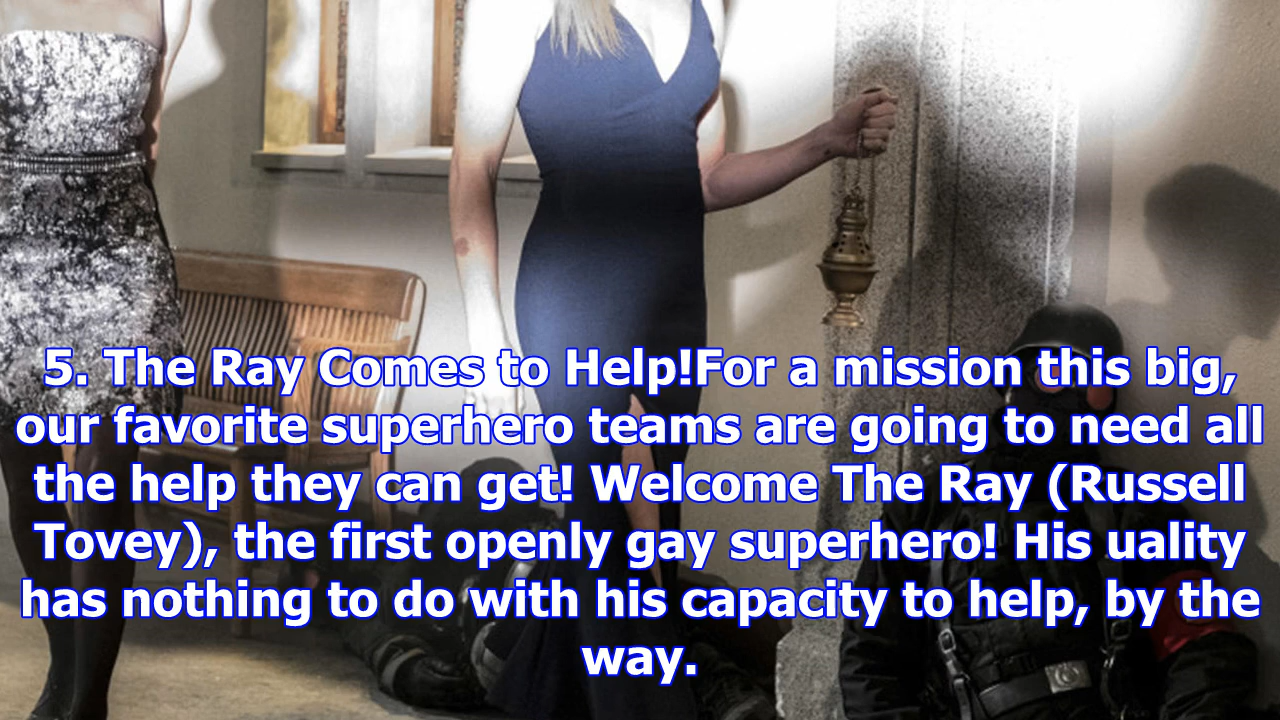 5. The Ray Comes to Help!For a mission this big,
our favorite superhero teams are going to need all
the help they can get! Welcome The Ray (Russell
Tovey), the first openly gay superhero! His uality
has nothing to do with his capacity to help, by the
way.